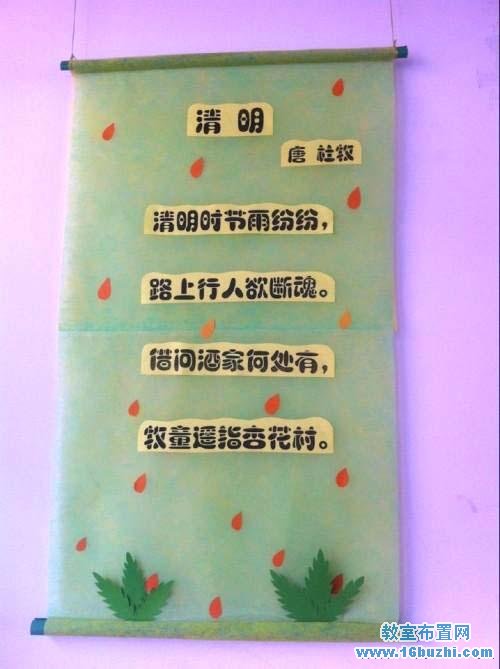 清 明
唐 杜牧
清明时节雨纷纷，
路上行人欲断魂。
借问酒家何处有，
牧童遥指杏花村。
教室布置网
www.16buzhi.com